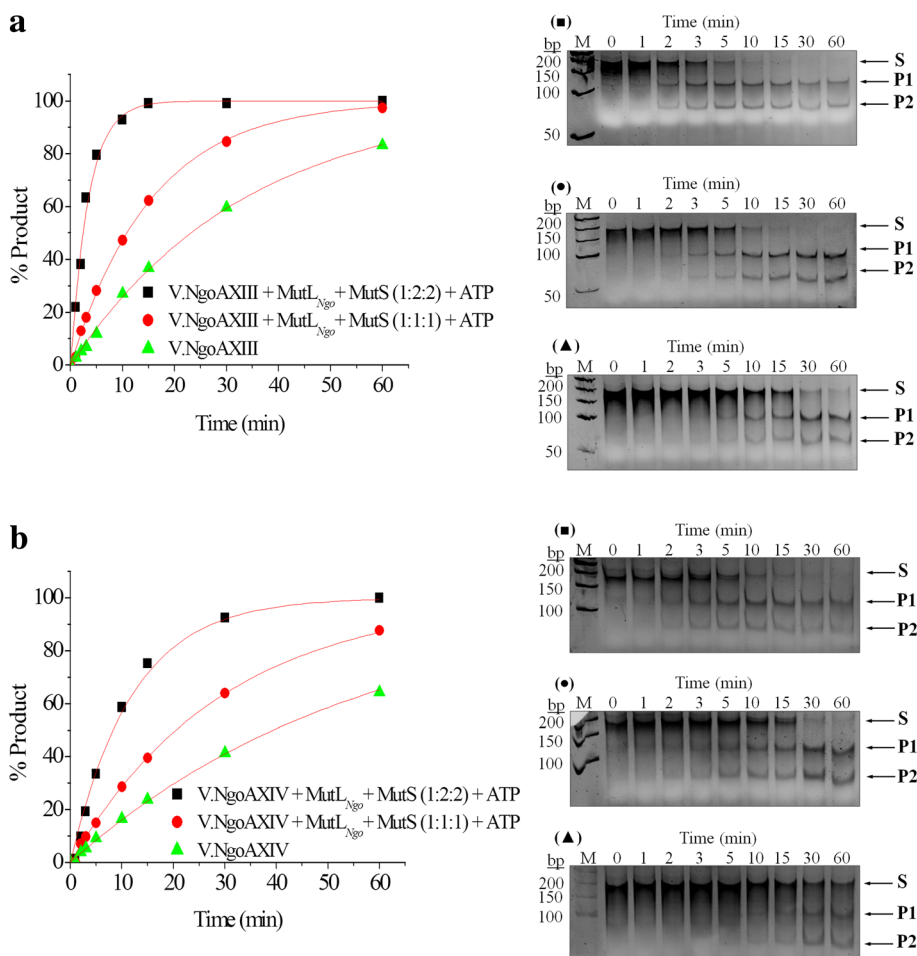 a
100
80
60
40
20
0
% Product
0 10 20 30 40 50 60
Time (min)
V.NgoAXIII + MutL_Ngo + MutS (1:2:2) + ATP
V.NgoAXIII + MutL_Ngo + MutS (1:1:1) + ATP
V.NgoAXIII
(■) Time (min)
bp M 0 1 2 3 5 10 15 30 60
200
150
100
50
S
P1
P2
(●) Time (min)
bp M 0 1 2 3 5 10 15 30 60
200
150
100
50
S
P1
P2
(▲) Time (min)
bp M 0 1 2 3 5 10 15 30 60
200
150
100
50
S
P1
P2
b
100
80
60
40
20
0
% Product
0 10 20 30 40 50 60
Time (min)
V.NgoAXIV + MutL_Ngo + MutS (1:2:2) + ATP
V.NgoAXIV + MutL_Ngo + MutS (1:1:1) + ATP
V.NgoAXIV
(■) Time (min)
bp M 0 1 2 3 5 10 15 30 60
200
150
100
S
P1
P2
(●) Time (min)
bp M 0 1 2 3 5 10 15 30 60
200
150
100
S
P1
P2
(▲) Time (min)
bp M 0 1 2 3 5 10 15 30 60
200
150
100
S
P1
P2